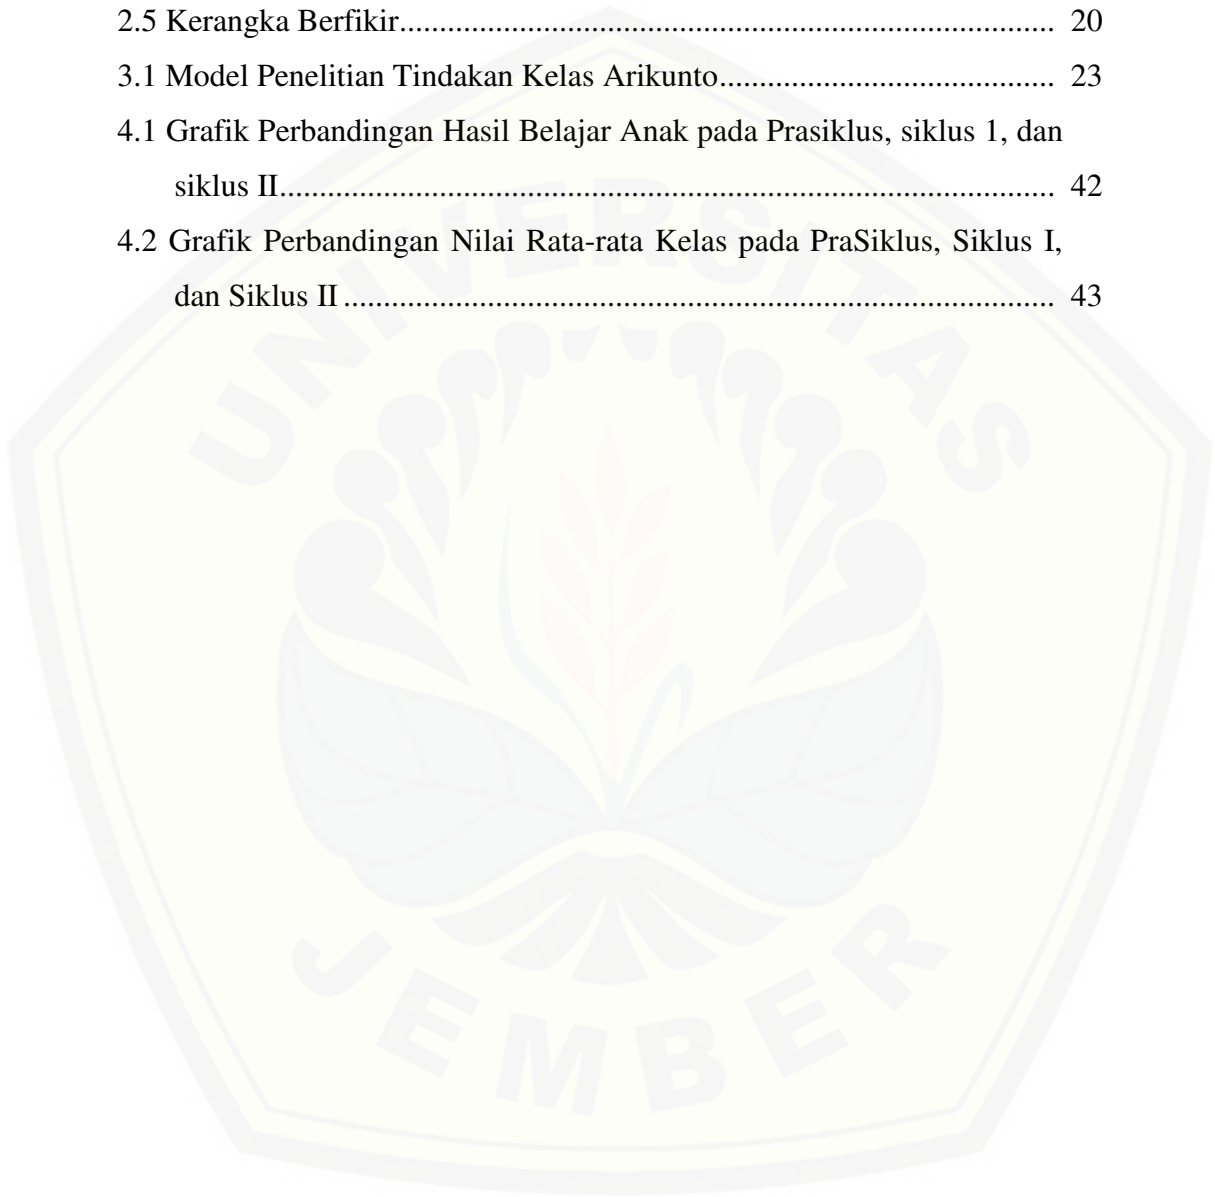 2.5 Kerangka Berfikir.................................................................................. 20
3.1 Model Penelitian Tindakan Kelas Arikunto.......................................... 23
4.1 Grafik Perbandingan Hasil Belajar Anak pada Prasiklus, siklus 1, dan
siklus II................................................................................................. 42
4.2 Grafik Perbandingan Nilai Rata-rata Kelas pada PraSiklus, Siklus I,
dan Siklus II ......................................................................................... 43
UNIVERSITAS
JEMBER